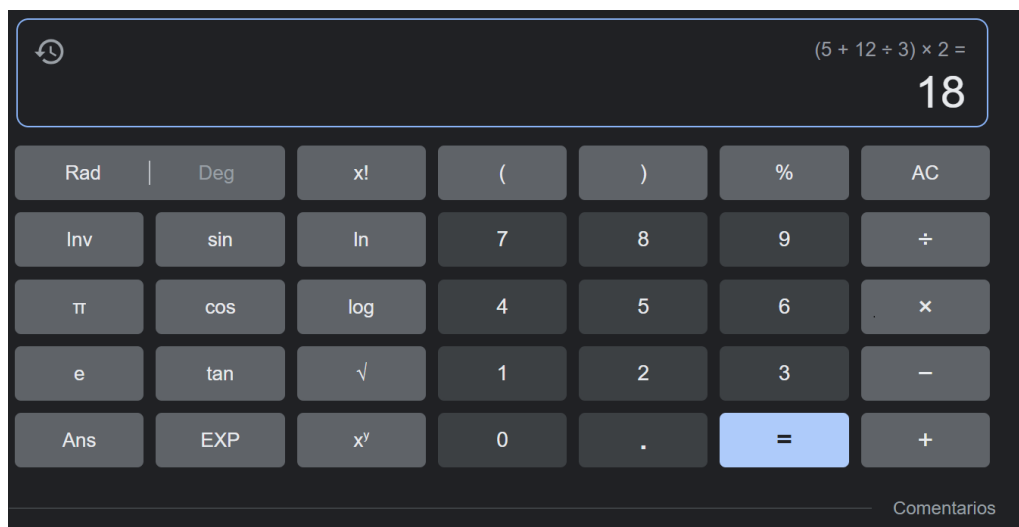 (5 + 12 ÷ 3) × 2 =
18
Rad | Deg x! ( ) % AC
Inv sin ln 7 8 9 ÷
π cos log 4 5 6 ×
e tan √ 1 2 3 −
Ans EXP xʸ 0 . = +
Comentarios